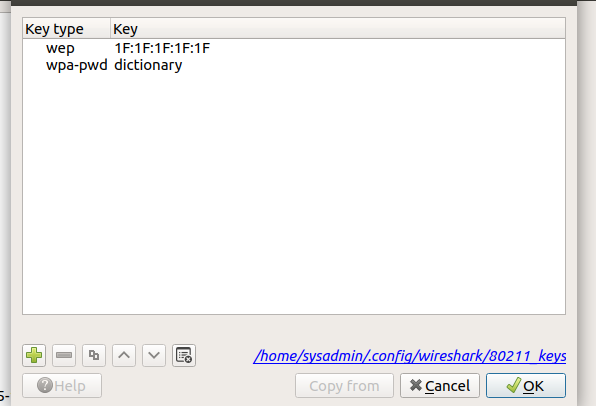 Key type Key
wep 1F:1F:1F:1F:1F
wpa-pwd dictionary
/home/sysadmin/.config/wireshark/80211_keys
Help Copy from Cancel OK